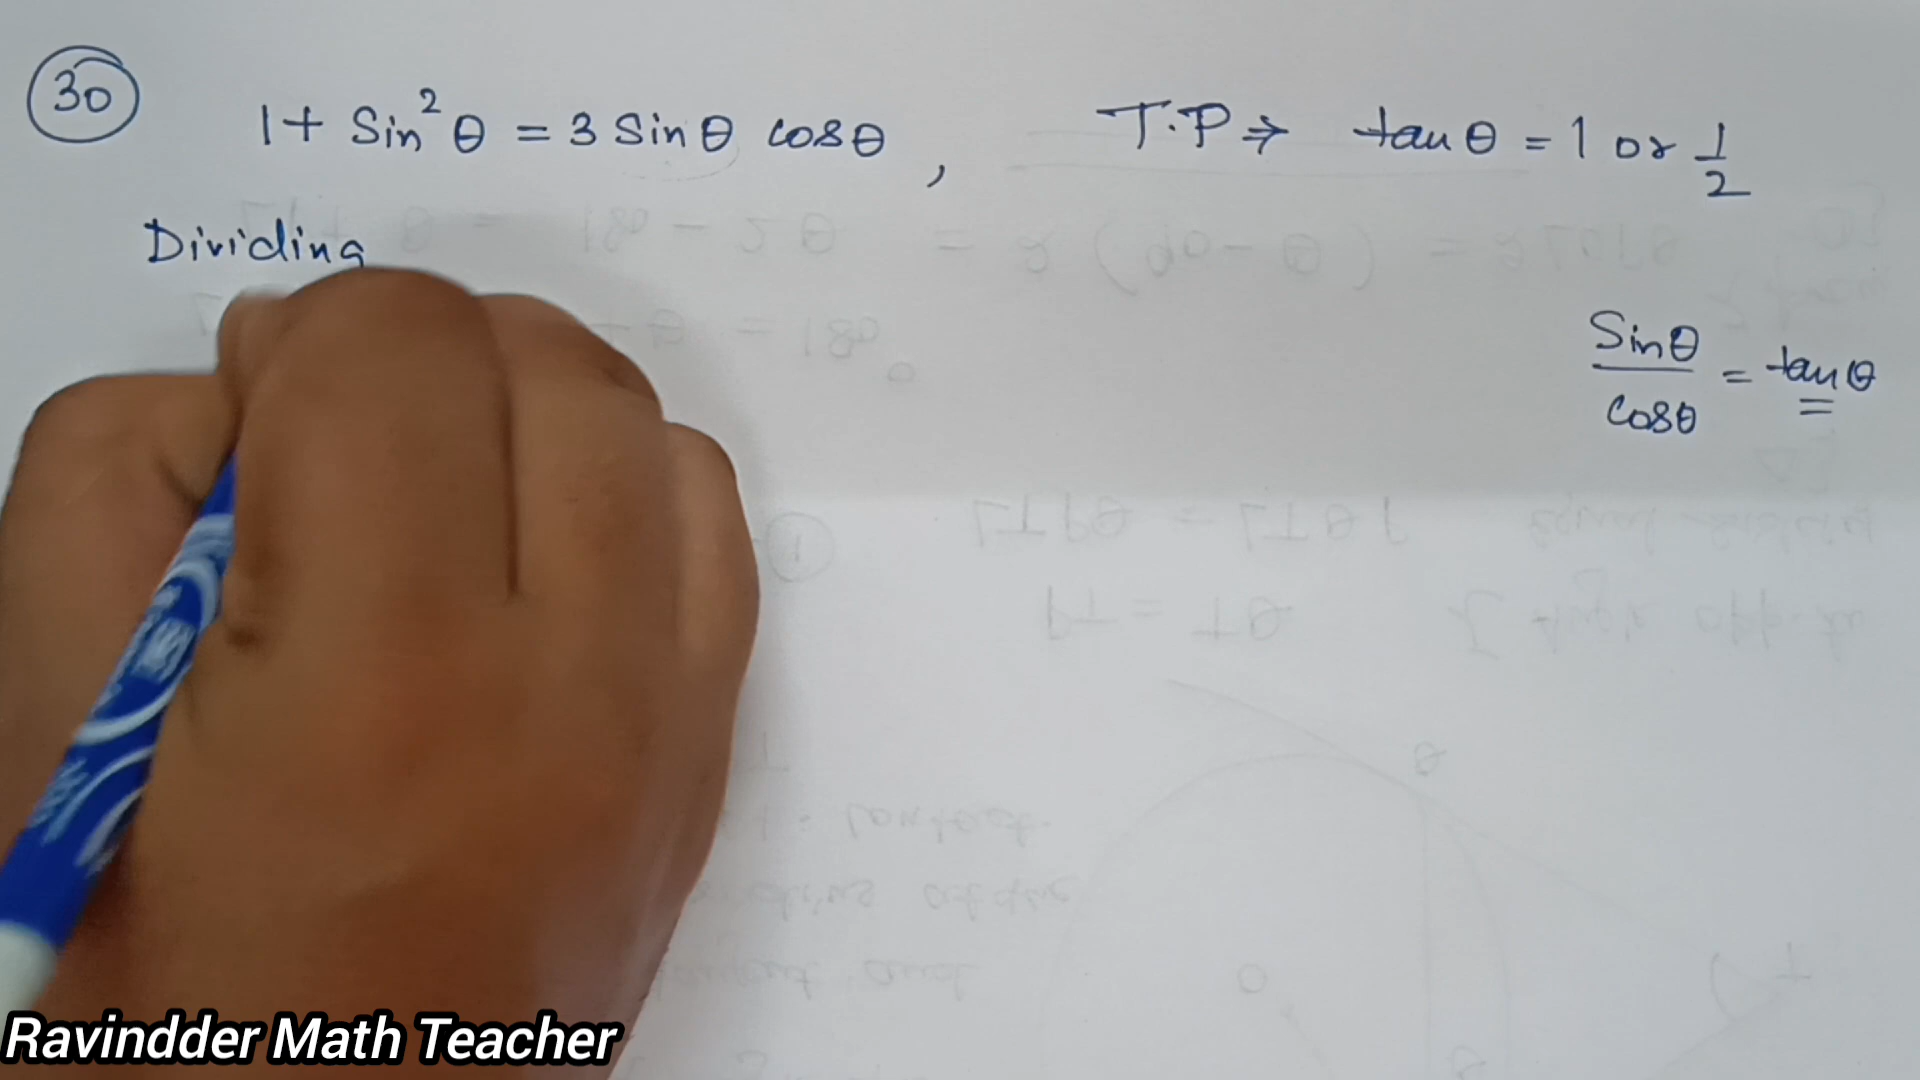 30
1 + Sin²θ = 3 Sinθ cosθ , T.P ⇒ tanθ = 1 or 1/2
Dividing
Sinθ/cosθ = tanθ
Ravindder Math Teacher